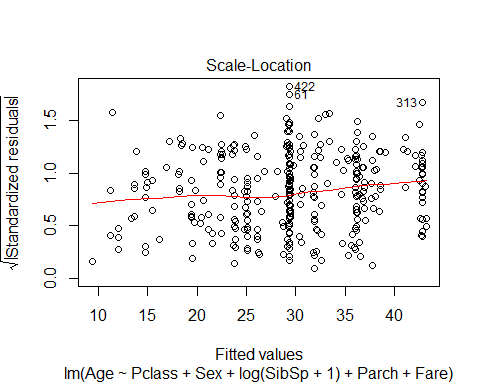 Scale-Location
√|Standardized residuals|
0.0 0.5 1.0 1.5
422
61
313
10 15 20 25 30 35 40
Fitted values
lm(Age ~ Pclass + Sex + log(SibSp + 1) + Parch + Fare)